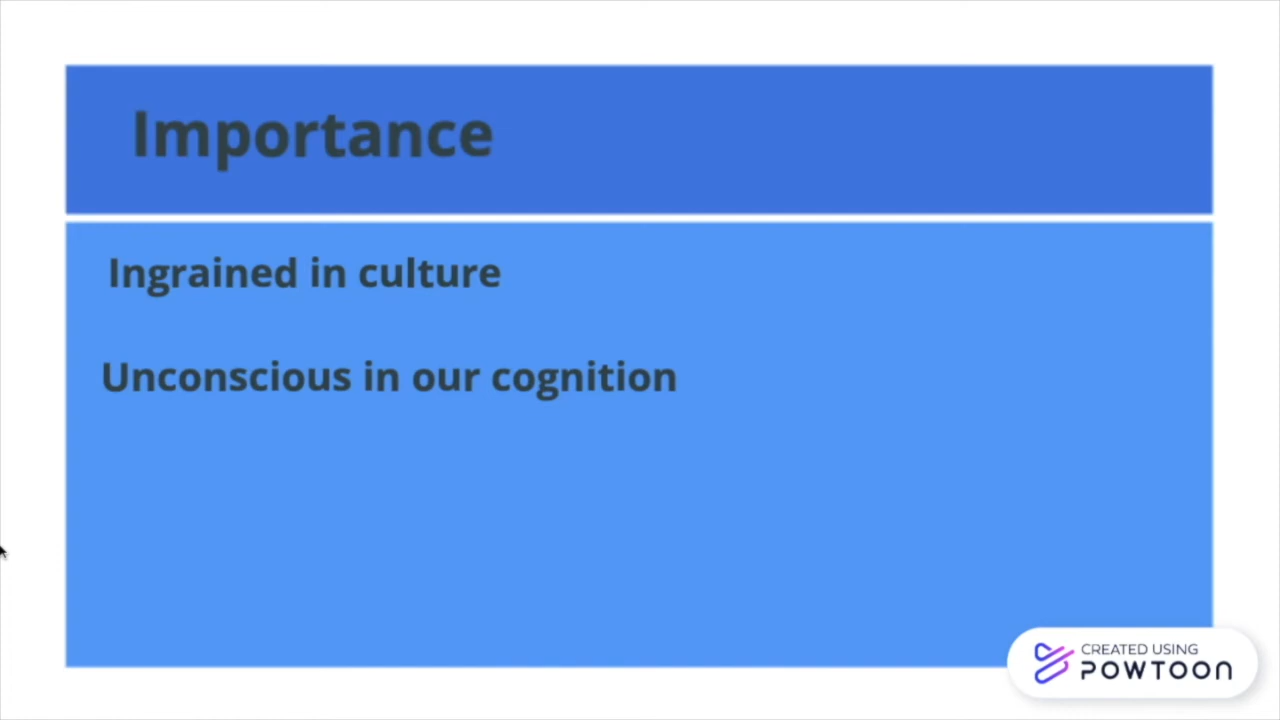 Importance
Ingrained in culture
Unconscious in our cognition
CREATED USING
POWTOON